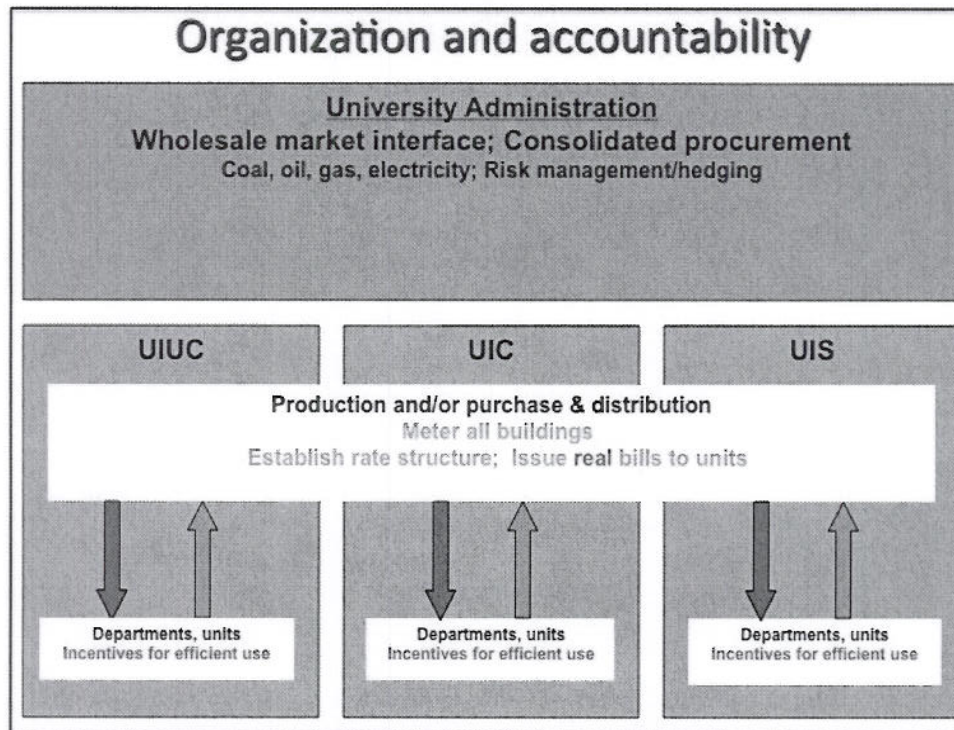 Organization and accountability
University Administration
Wholesale market interface; Consolidated procurement
Coal, oil, gas, electricity; Risk management/hedging
UIUC
UIC
UIS
Production and/or purchase & distribution
Meter all buildings
Establish rate structure; Issue real bills to units
Departments, units
Incentives for efficient use
Departments, units
Incentives for efficient use
Departments, units
Incentives for efficient use